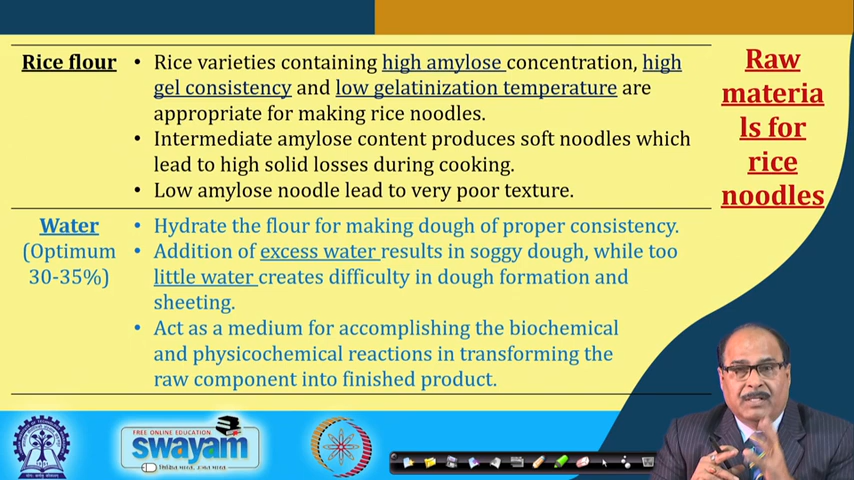 Rice flour
• Rice varieties containing high amylose concentration, high
gel consistency and low gelatinization temperature are
appropriate for making rice noodles.
• Intermediate amylose content produces soft noodles which
lead to high solid losses during cooking.
• Low amylose noodle lead to very poor texture.
Water
(Optimum
30-35%)
• Hydrate the flour for making dough of proper consistency.
• Addition of excess water results in soggy dough, while too
little water creates difficulty in dough formation and
sheeting.
• Act as a medium for accomplishing the biochemical
and physicochemical reactions in transforming the
raw component into finished product.
Raw
materia
ls for
rice
noodles
FREE ONLINE EDUCATION
swayam